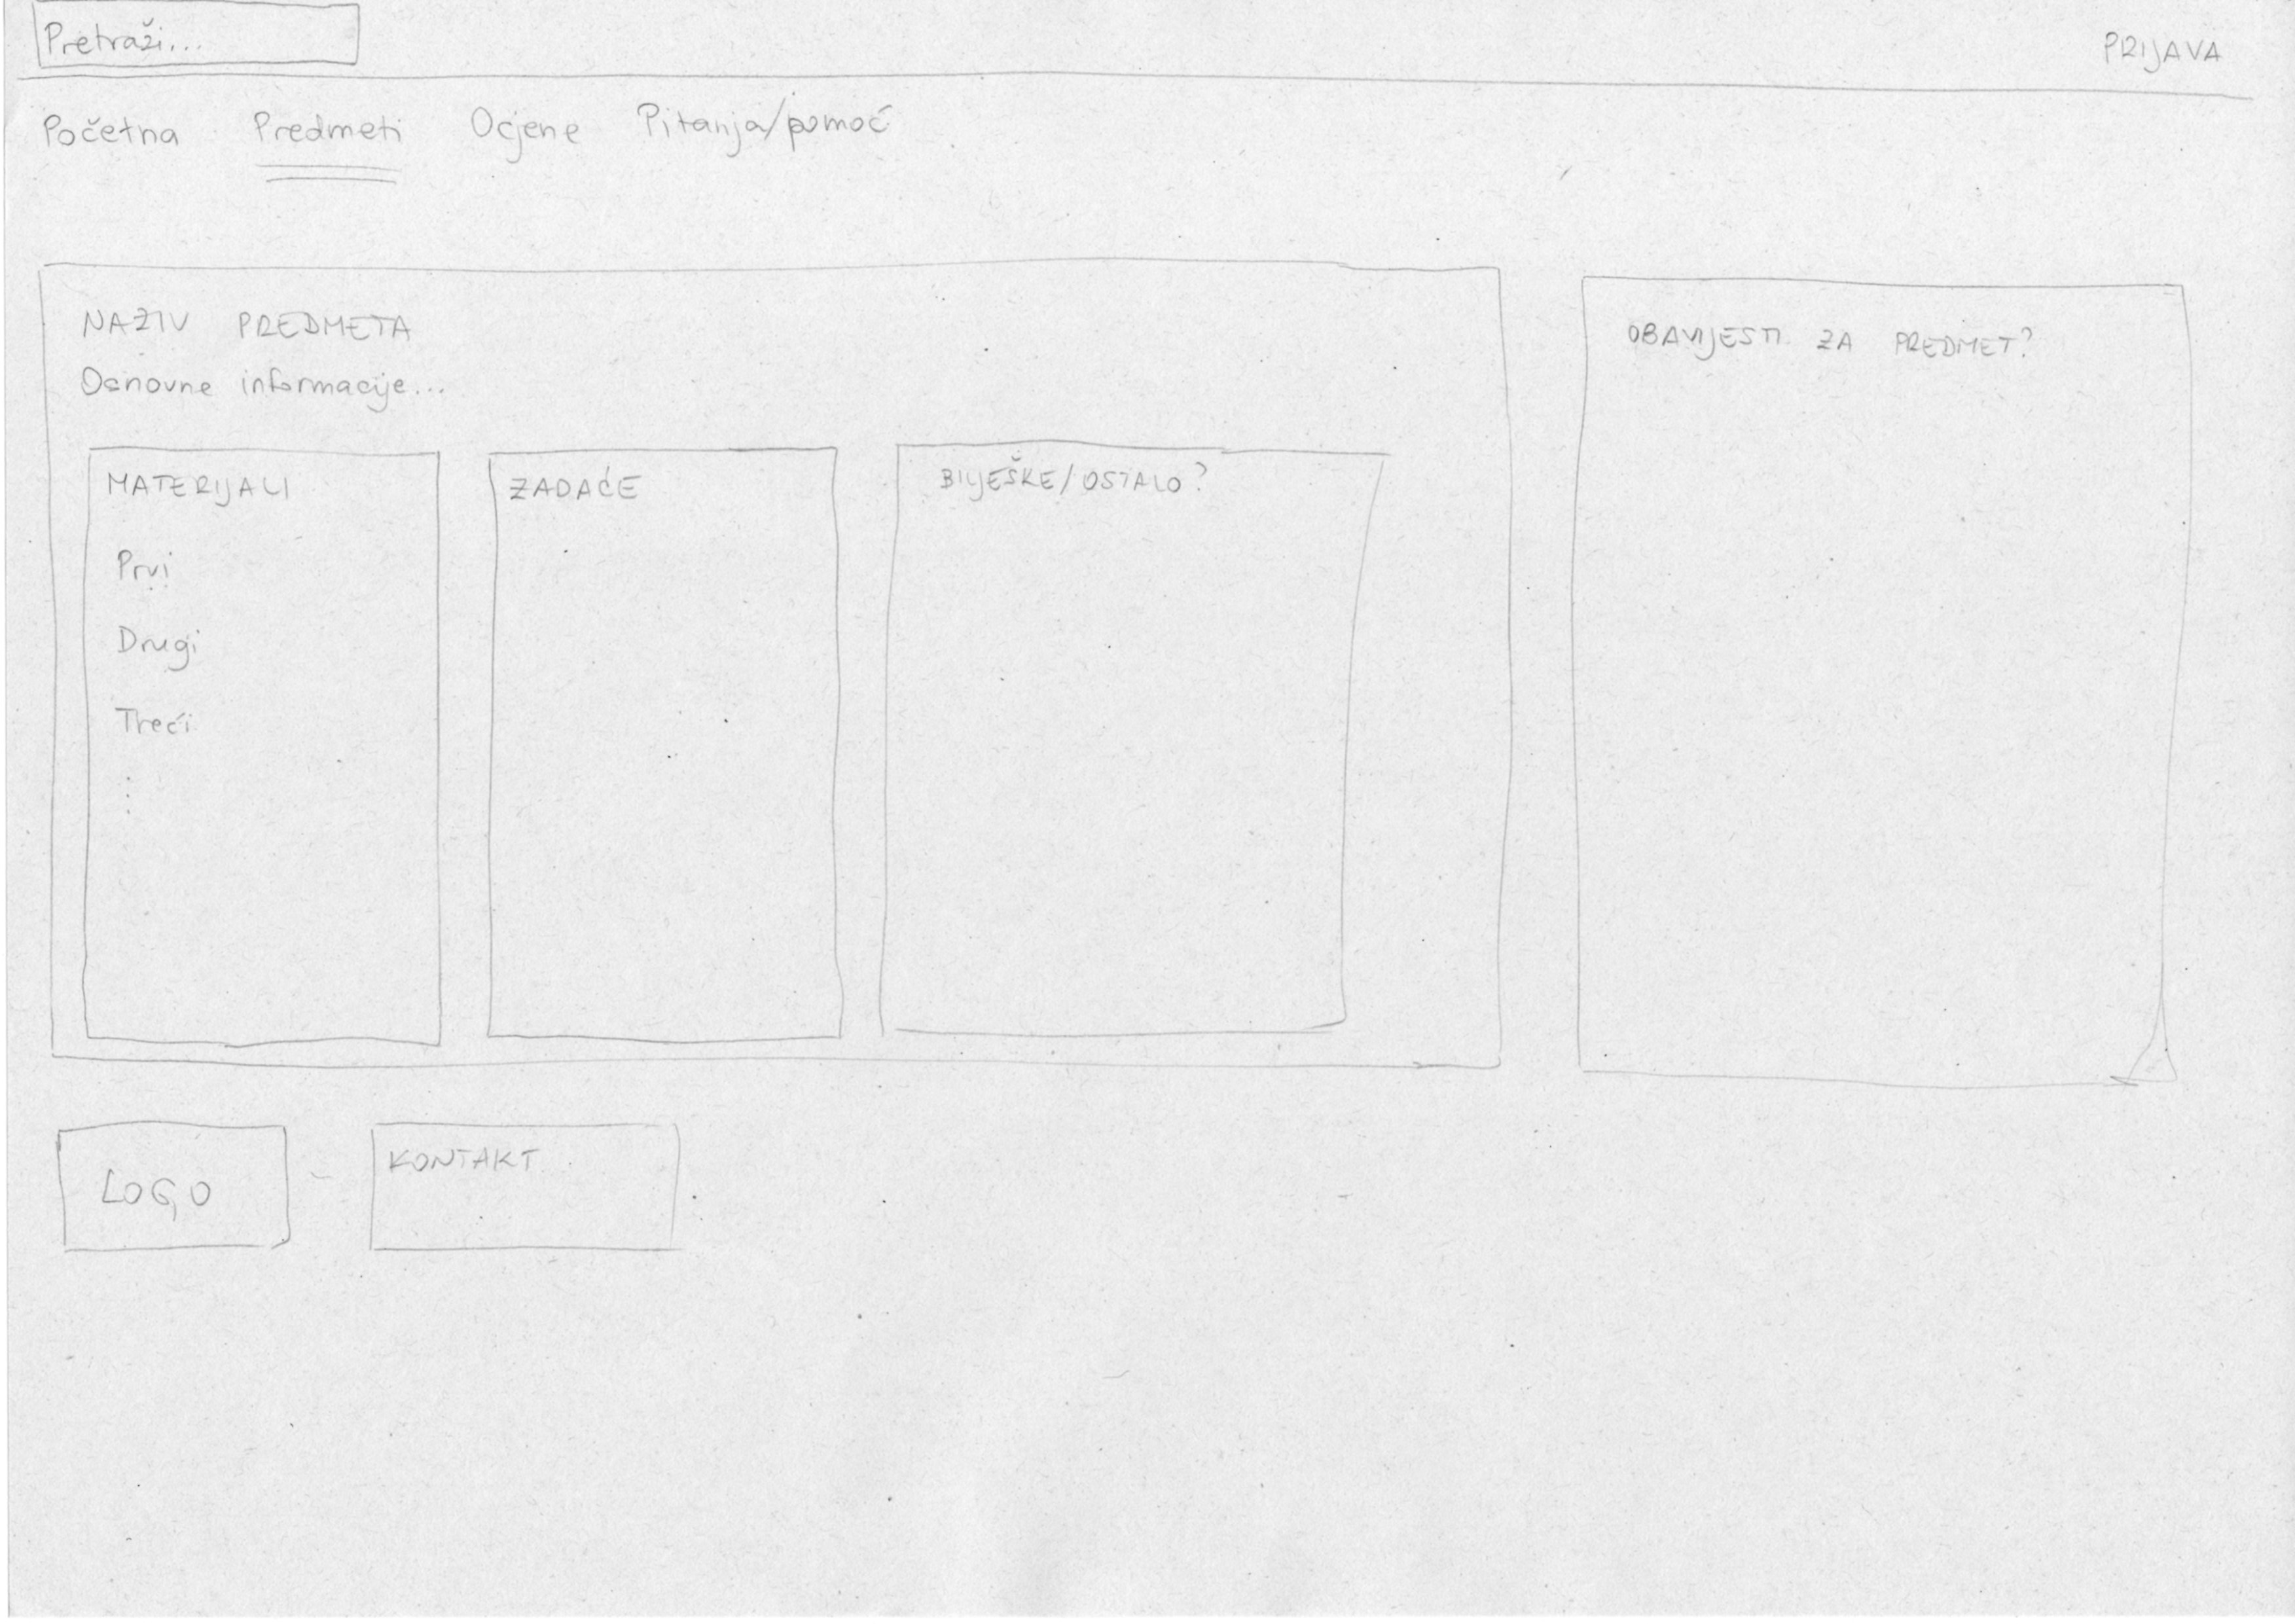 Pretraži...
PRIJAVA
Početna Predmeti Ocjene Pitanja/pomoć
NAZIV PREDMETA
Osnovne informacije...
OBAVIJESTI ZA PREDMET?
MATERIJALI
Prvi
Drugi
Treći
⋮
ZADAĆE
BILJEŠKE/OSTALO?
LOGO
KONTAKT